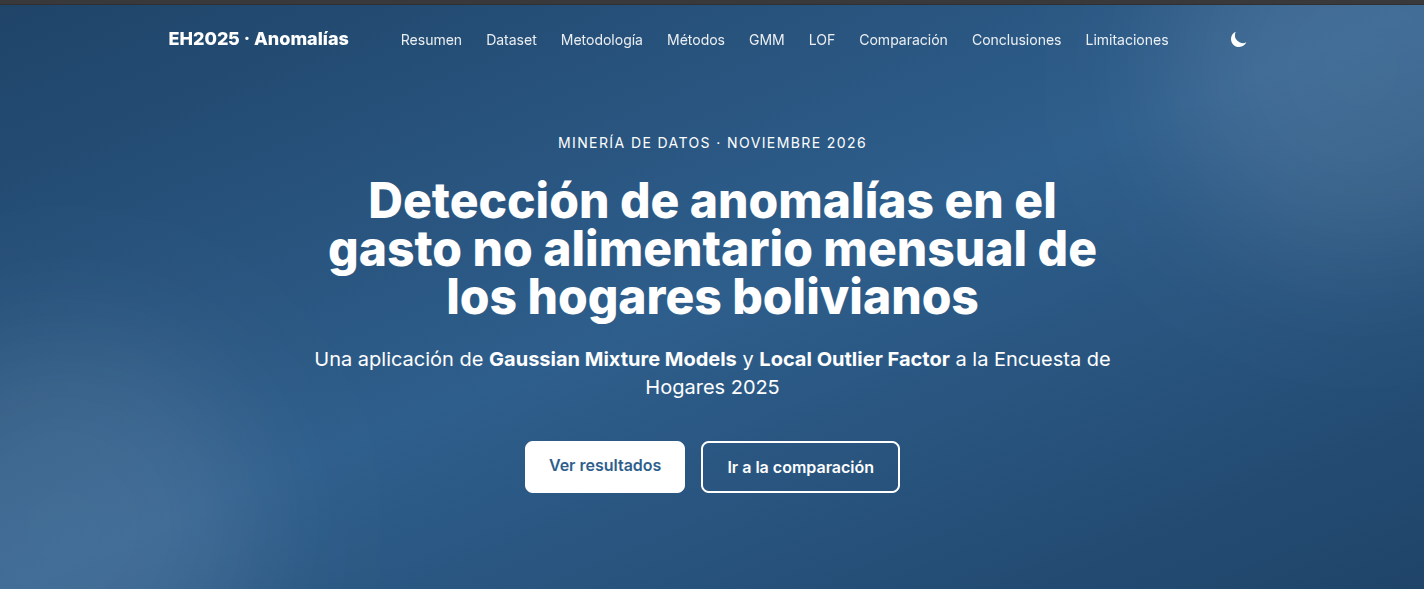 EH2025 · Anomalías Resumen Dataset Metodología Métodos GMM LOF Comparación Conclusiones Limitaciones
MINERÍA DE DATOS · NOVIEMBRE 2026
Detección de anomalías en el
gasto no alimentario mensual de
los hogares bolivianos
Una aplicación de Gaussian Mixture Models y Local Outlier Factor a la Encuesta de
Hogares 2025
Ver resultados Ir a la comparación